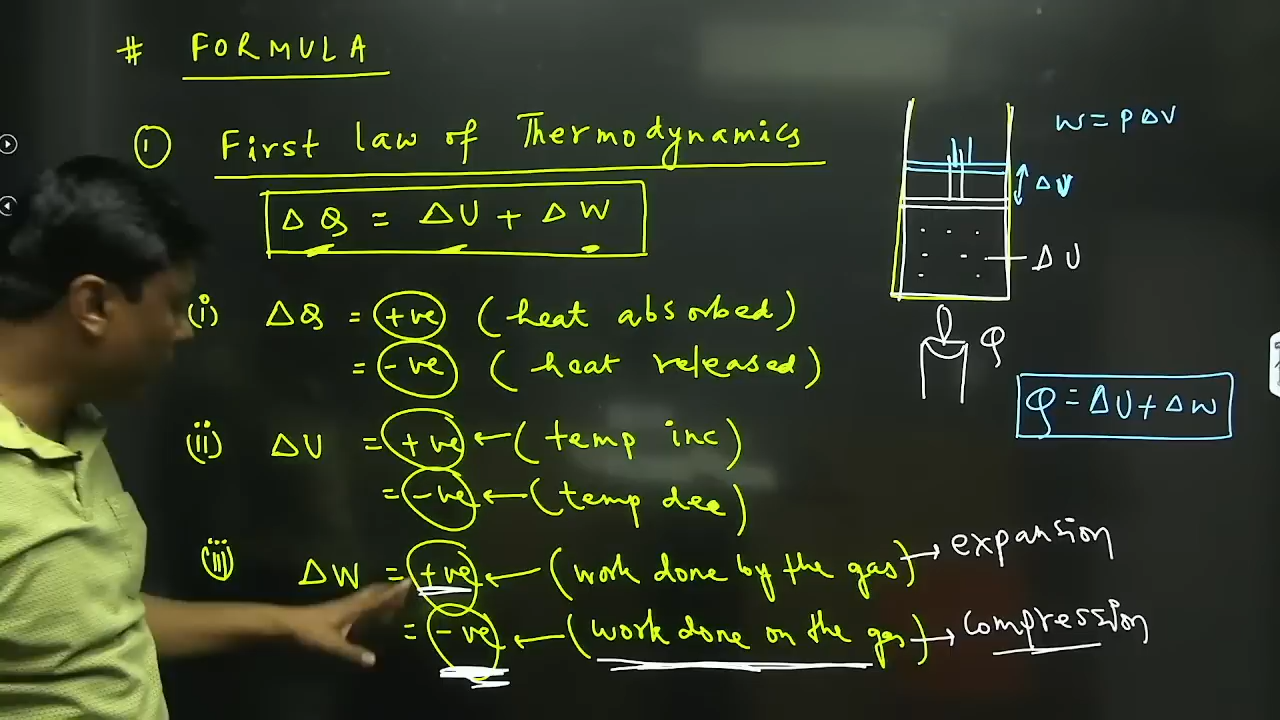 # FORMULA
① First law of Thermodynamics
ΔQ = ΔU + ΔW
(i) ΔQ = +ve (heat absorbed)
= -ve (heat released)
(ii) ΔU = +ve ← (temp inc)
= -ve ← (temp dec)
(iii) ΔW = +ve ← (work done by the gas) → expansion
= -ve ← (work done on the gas) → compression
W = PΔV
ΔV
ΔU
Q
Q = ΔU + ΔW